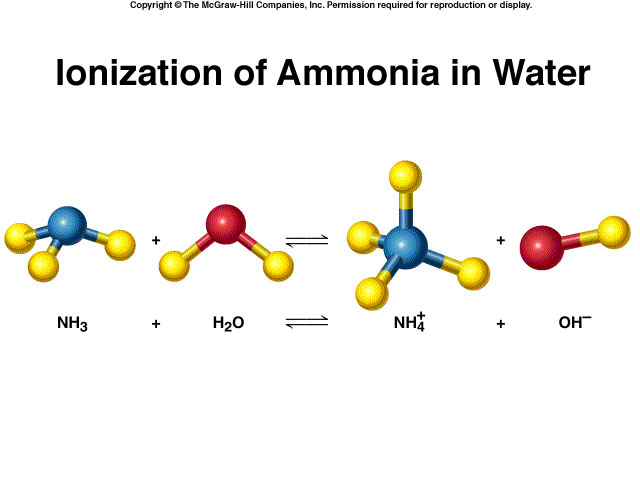 Copyright © The McGraw-Hill Companies, Inc. Permission required for reproduction or display.
Ionization of Ammonia in Water
+ ⇌ +
NH₃ + H₂O ⇌ NH₄⁺ + OH⁻